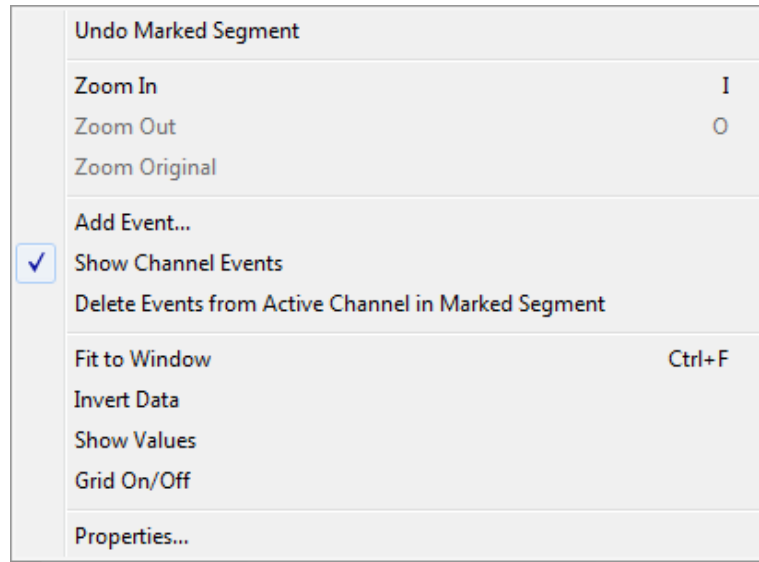 Undo Marked Segment
Zoom In I
Zoom Out O
Zoom Original
Add Event...
Show Channel Events
Delete Events from Active Channel in Marked Segment
Fit to Window Ctrl+F
Invert Data
Show Values
Grid On/Off
Properties...